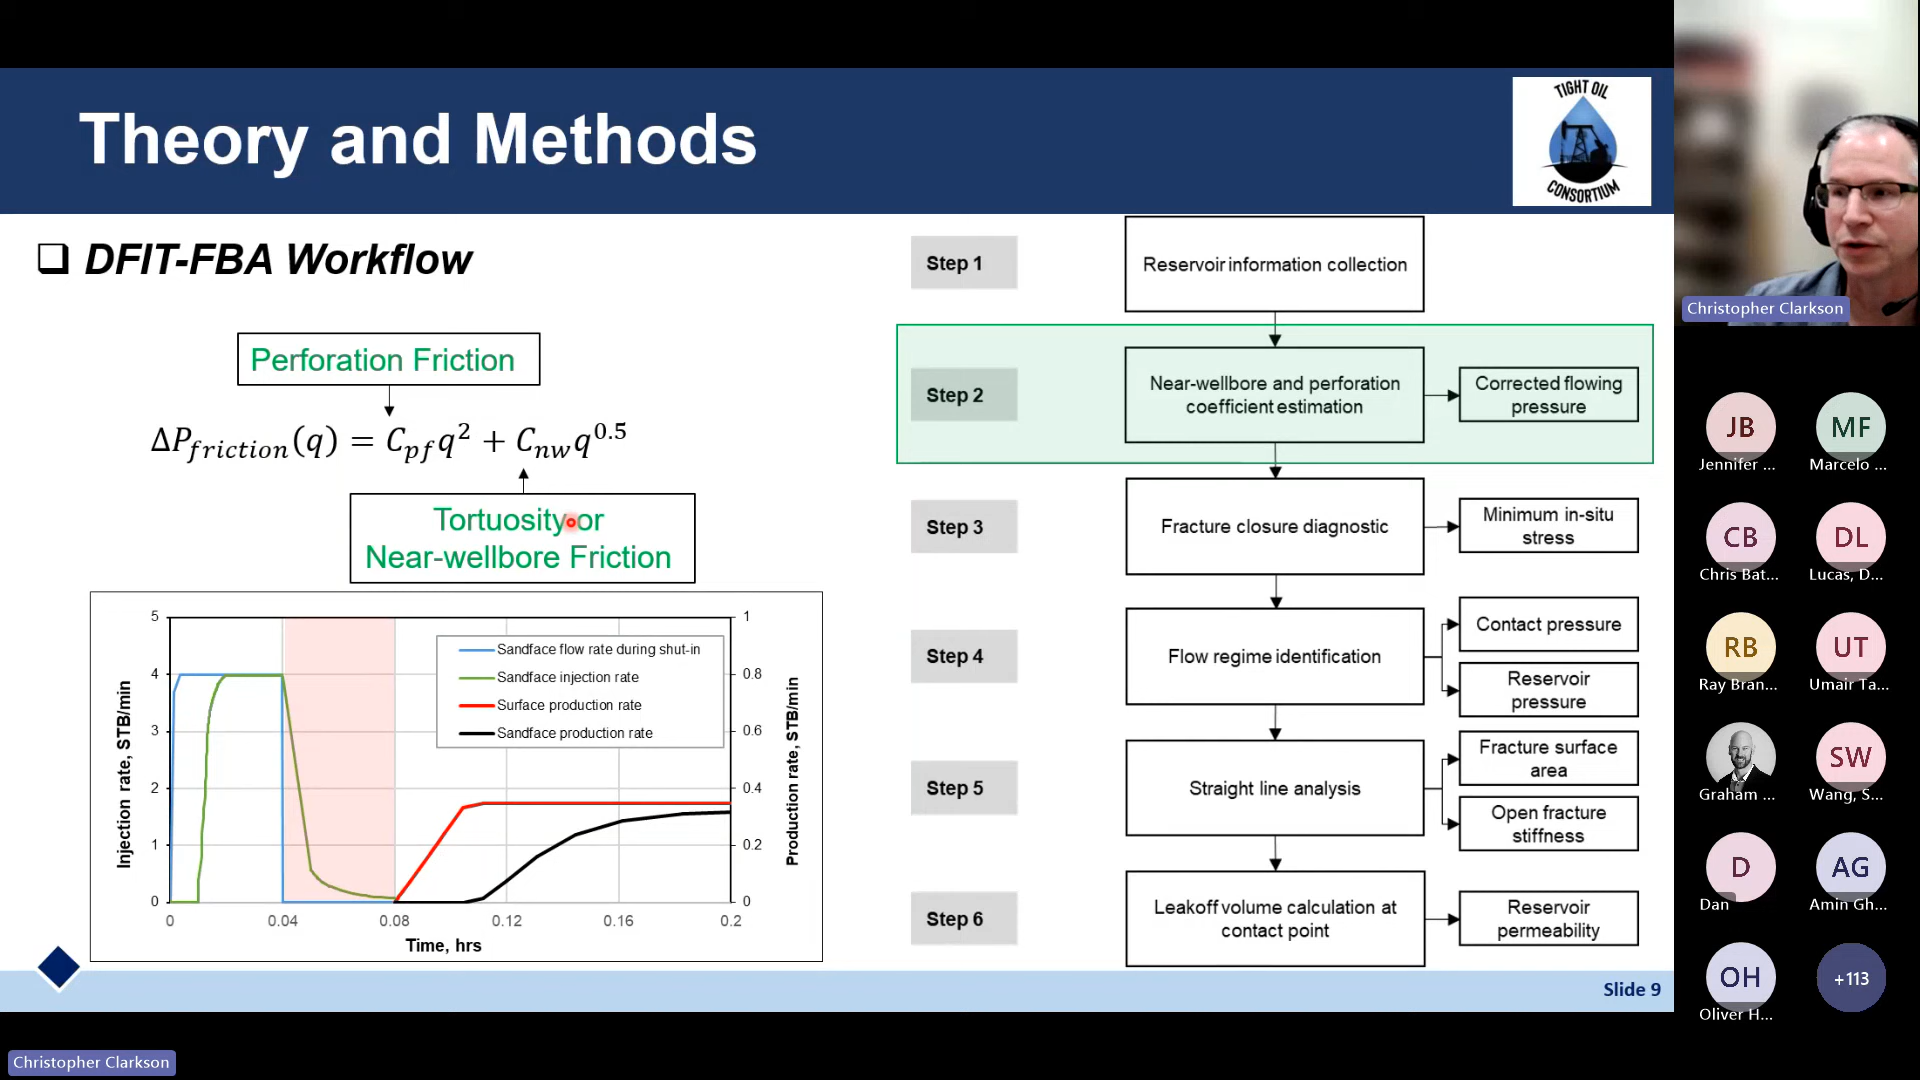 Theory and Methods
TIGHT OIL
CONSORTIUM
❑ DFIT-FBA Workflow
Perforation Friction
ΔP_friction(q) = C_pf q^2 + C_nw q^0.5
Tortuosity or
Near-wellbore Friction
Injection rate, STB/min
5
4
3
2
1
0
Sandface flow rate during shut-in
Sandface injection rate
Surface production rate
Sandface production rate
1
0.8
0.6
0.4
0.2
0
Production rate, STB/min
0 0.04 0.08 0.12 0.16 0.2
Time, hrs
Step 1
Reservoir information collection
Step 2
Near-wellbore and perforation
coefficient estimation
Corrected flowing
pressure
Step 3
Fracture closure diagnostic
Minimum in-situ
stress
Step 4
Flow regime identification
Contact pressure
Reservoir
pressure
Step 5
Straight line analysis
Fracture surface
area
Open fracture
stiffness
Step 6
Leakoff volume calculation at
contact point
Reservoir
permeability
Slide 9
Christopher Clarkson
JB MF
Jennifer ... Marcelo ...
CB DL
Chris Bat... Lucas, D...
RB UT
Ray Bran... Umair Ta...
SW
Graham ... Wang, S...
D AG
Dan Amin Gh...
OH +113
Oliver H...
Christopher Clarkson